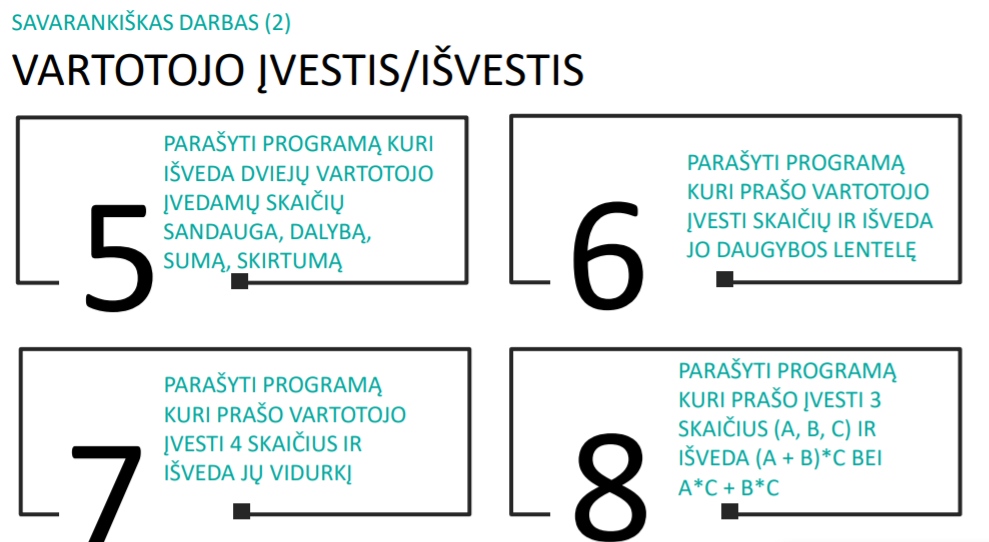 SAVARANKIŠKAS DARBAS (2)
VARTOTOJO ĮVESTIS/IŠVESTIS
5
PARAŠYTI PROGRAMĄ KURI
IŠVEDA DVIEJŲ VARTOTOJO
ĮVEDAMŲ SKAIČIŲ
SANDAUGA, DALYBĄ,
SUMĄ, SKIRTUMĄ
6
PARAŠYTI PROGRAMĄ
KURI PRAŠO VARTOTOJO
ĮVESTI SKAIČIŲ IR IŠVEDA
JO DAUGYBOS LENTELĘ
7
PARAŠYTI PROGRAMĄ
KURI PRAŠO VARTOTOJO
ĮVESTI 4 SKAIČIUS IR
IŠVEDA JŲ VIDURKĮ
8
PARAŠYTI PROGRAMĄ
KURI PRAŠO ĮVESTI 3
SKAIČIUS (A, B, C) IR
IŠVEDA (A + B)*C BEI
A*C + B*C